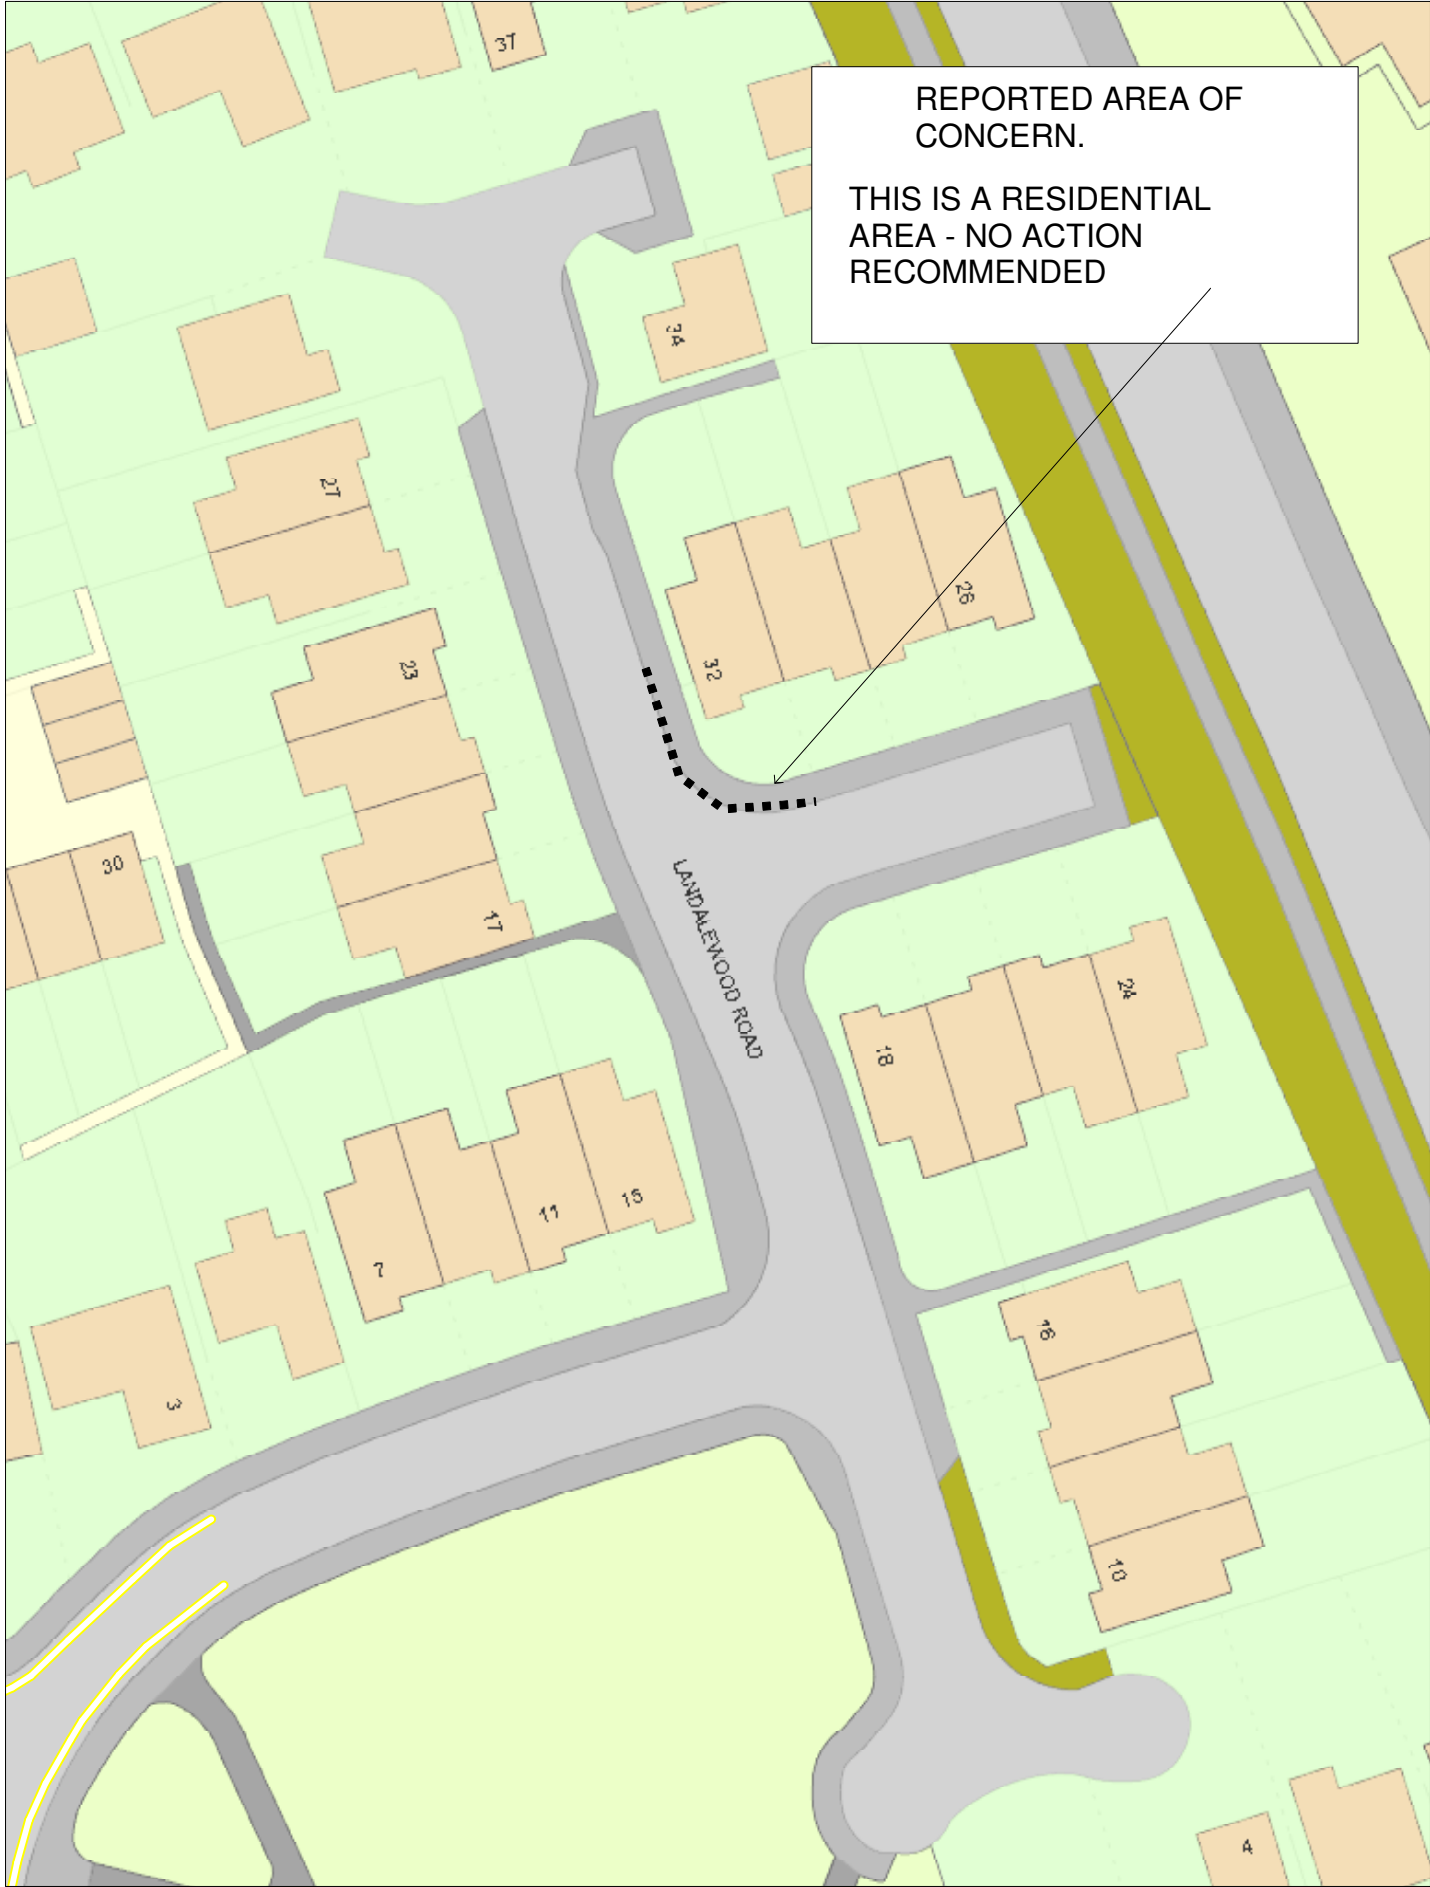 37
REPORTED AREA OF
CONCERN.
THIS IS A RESIDENTIAL
AREA - NO ACTION
RECOMMENDED
34
27
26
23
32
30
17
LANDALEWOOD ROAD
24
18
15
11
7
16
3
10
4